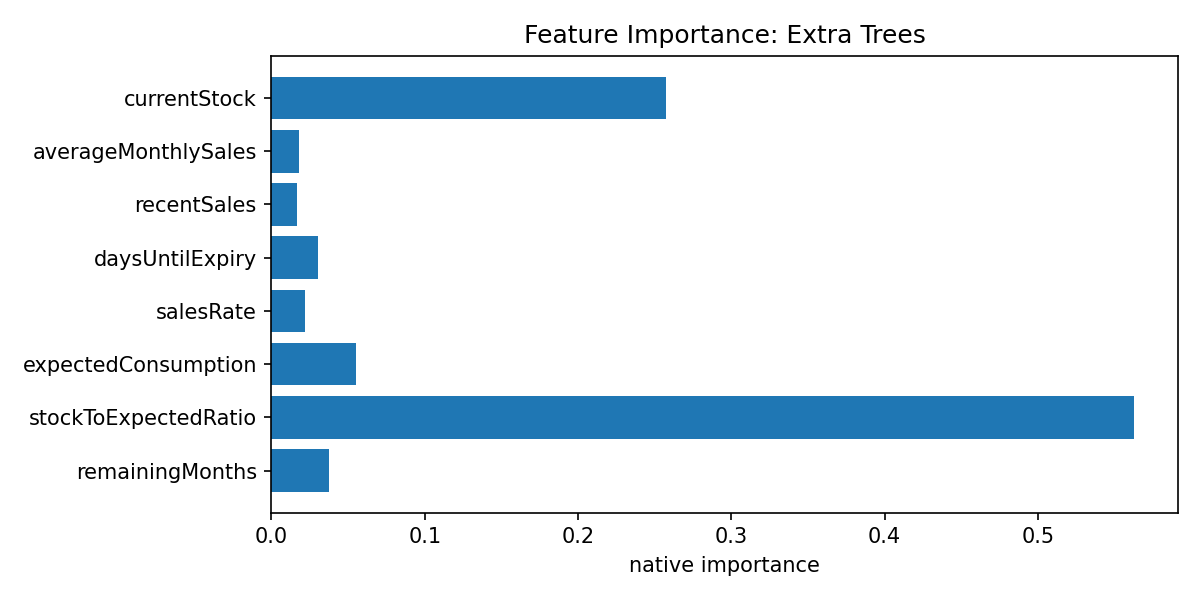 Feature Importance: Extra Trees
currentStock
averageMonthlySales
recentSales
daysUntilExpiry
salesRate
expectedConsumption
stockToExpectedRatio
remainingMonths
0.0 0.1 0.2 0.3 0.4 0.5
native importance